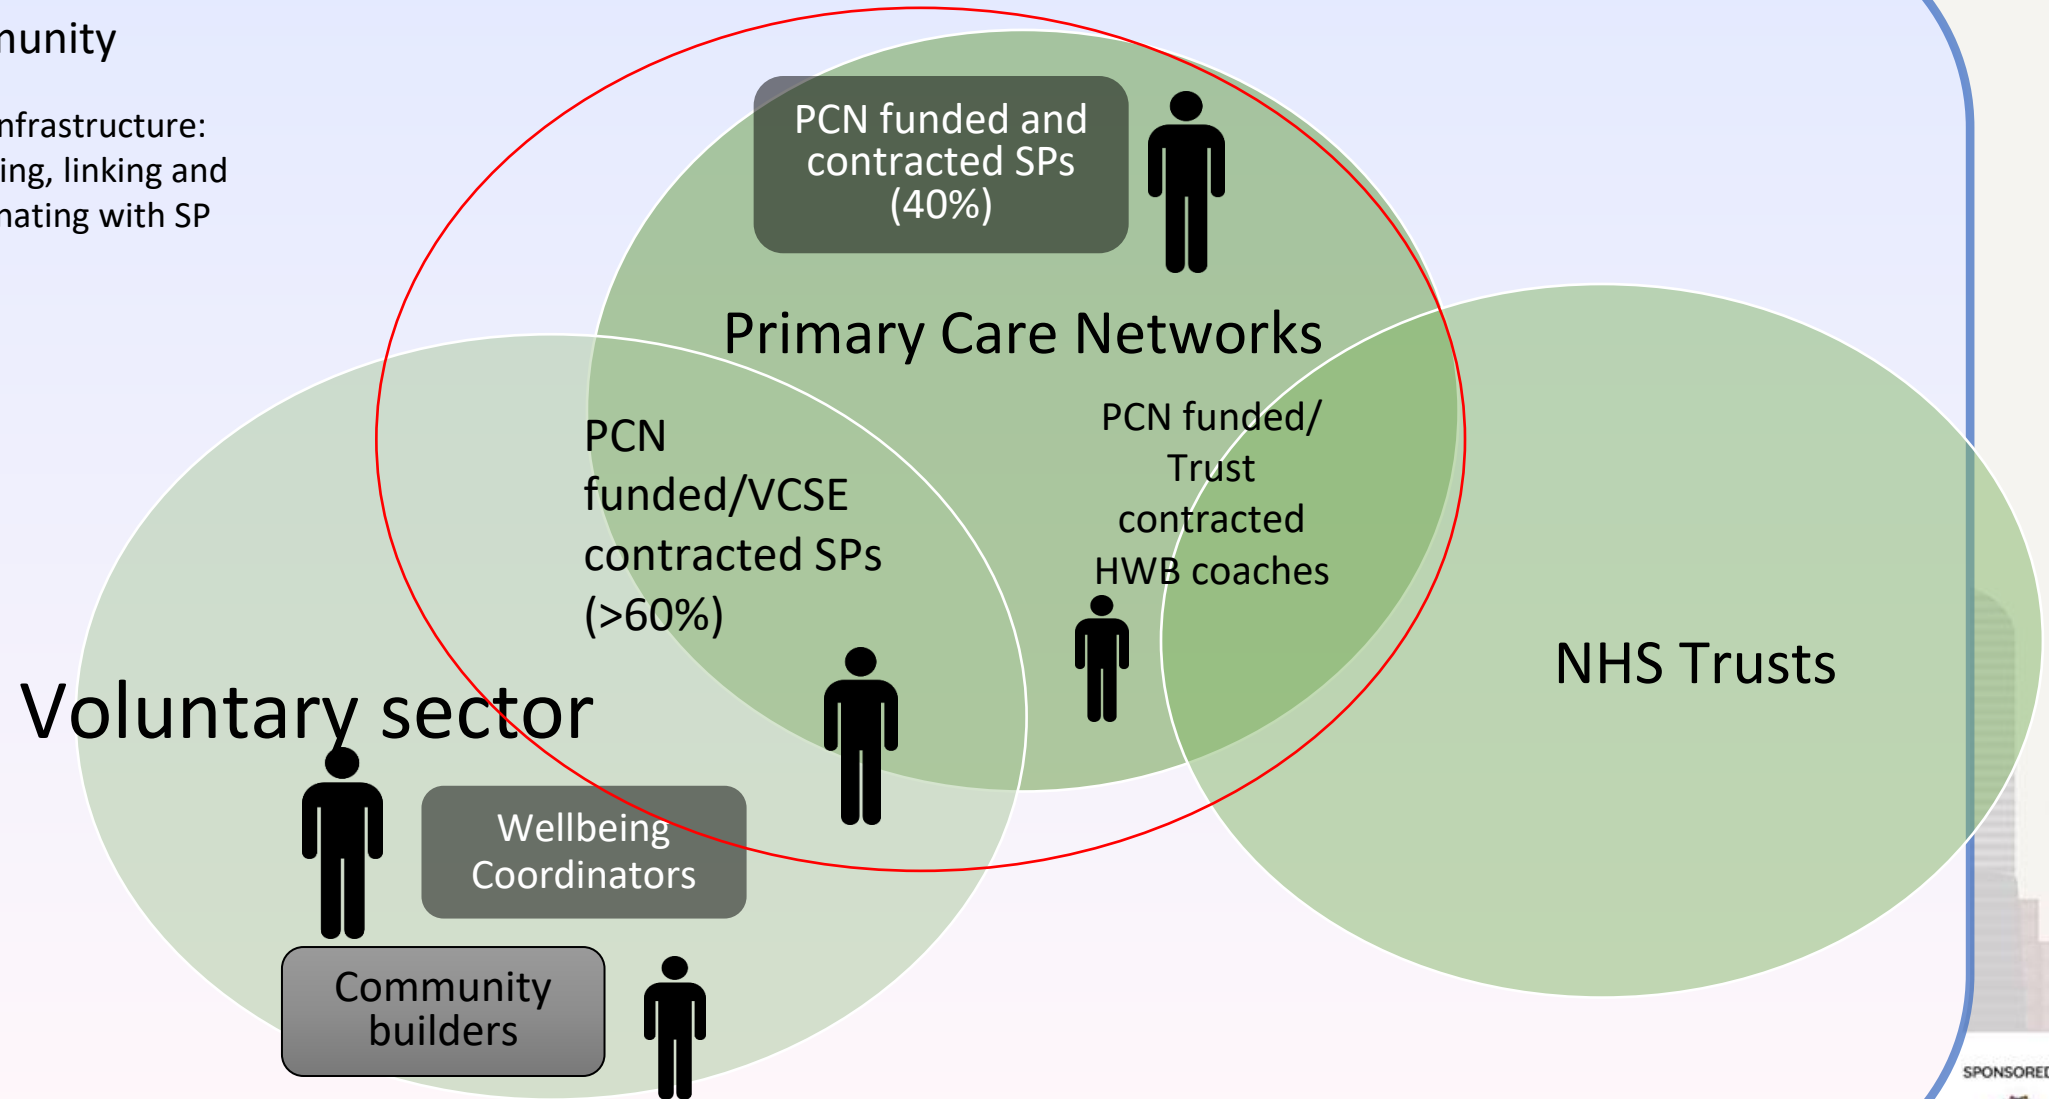 munity
nfrastructure:
ing, linking and
nating with SP
PCN funded and
contracted SPs
(40%)
Primary Care Networks
PCN
funded/VCSE
contracted SPs
(>60%)
PCN funded/
Trust
contracted
HWB coaches
NHS Trusts
Voluntary sector
Wellbeing
Coordinators
Community
builders
SPONSORED